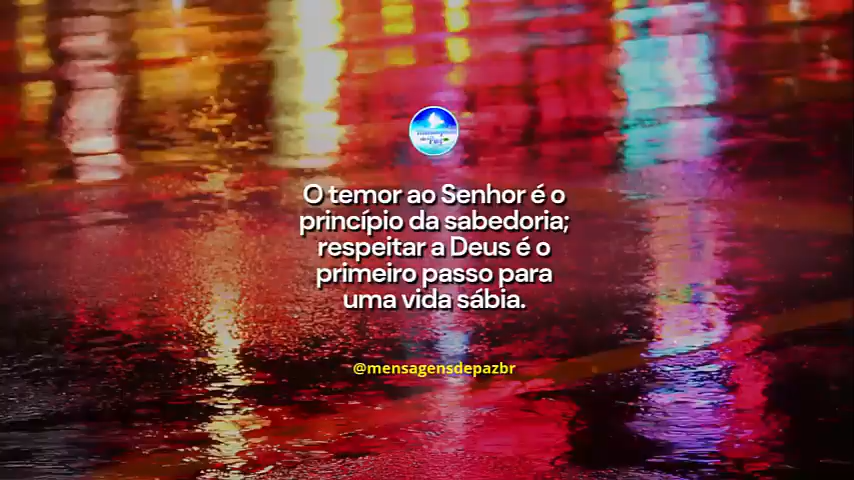 O temor ao Senhor é o
princípio da sabedoria;
respeitar a Deus é o
primeiro passo para
uma vida sábia.
@mensagensdepazbr